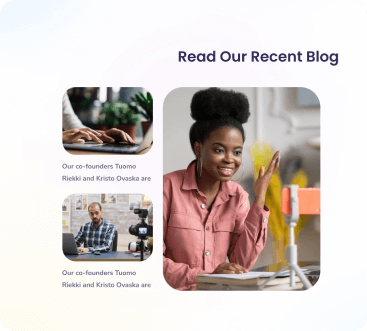 Read Our Recent Blog
Our co-founders Tuomo
Riekki and Kristo Ovaska are
Our co-founders Tuomo
Riekki and Kristo Ovaska are